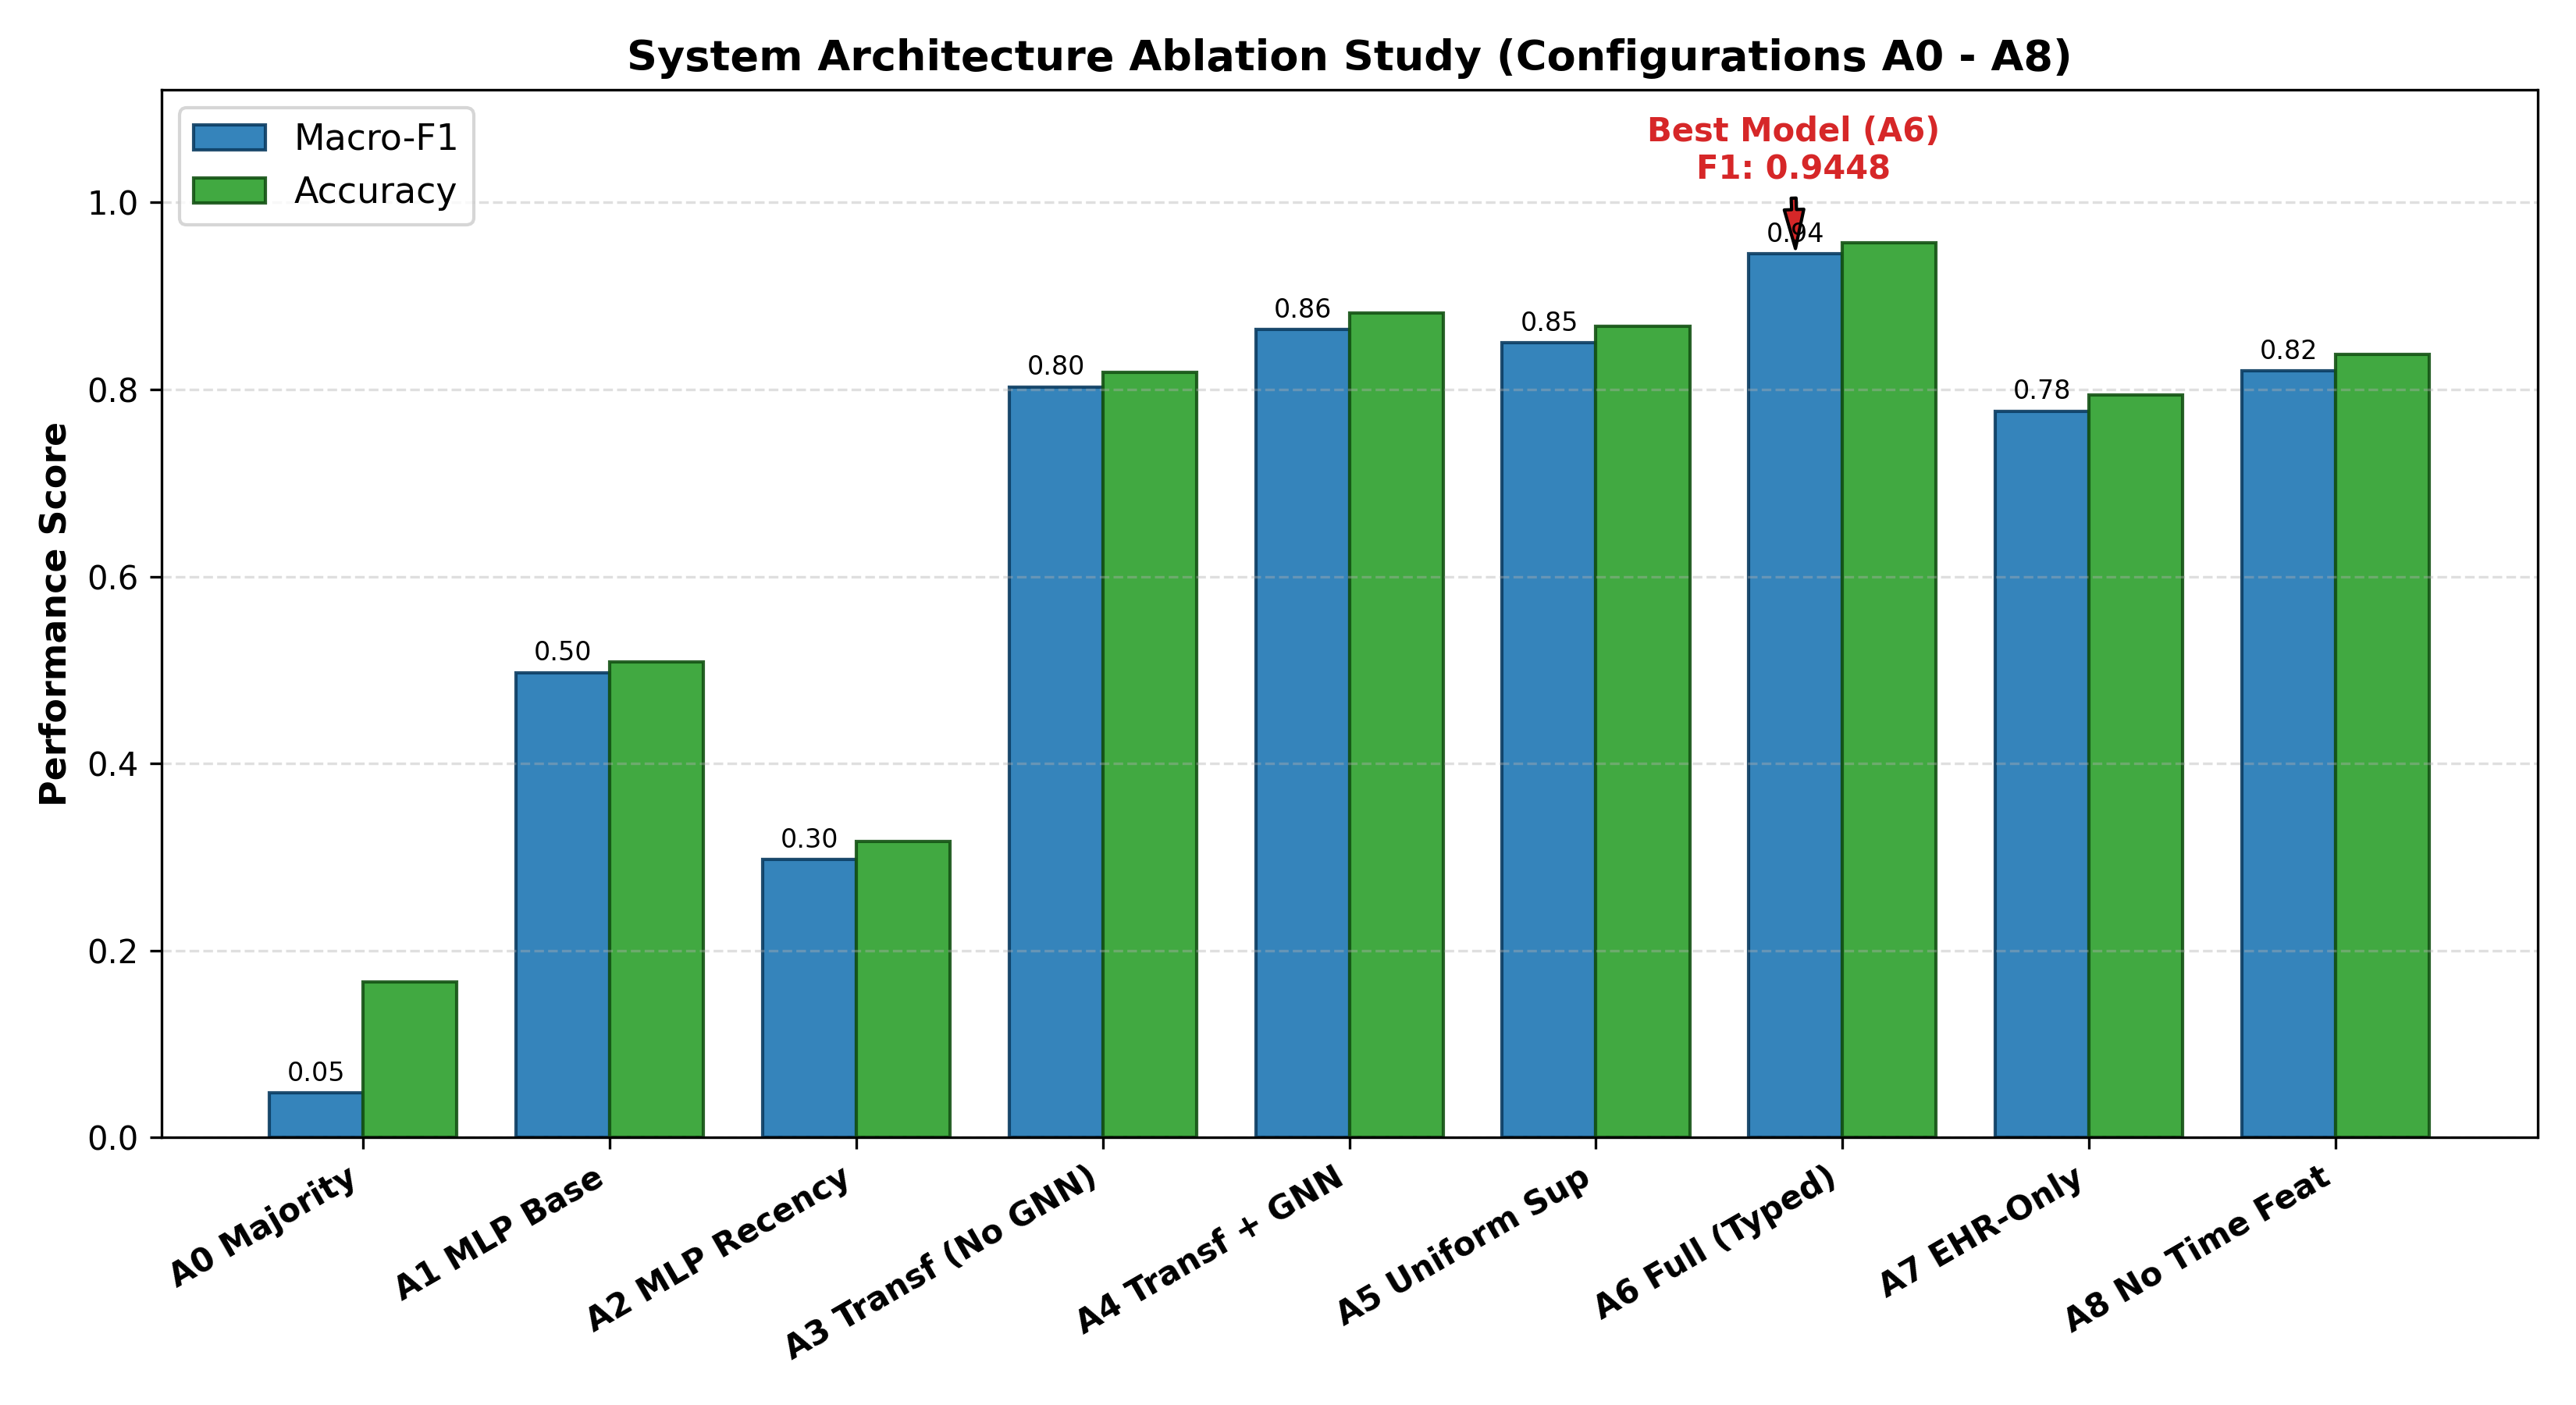 System Architecture Ablation Study (Configurations A0 - A8)
Macro-F1
Accuracy
Best Model (A6)
F1: 0.9448
Performance Score
1.0
0.8
0.6
0.4
0.2
0.0
0.05
0.50
0.30
0.80
0.86
0.85
0.94
0.78
0.82
A0 Majority
A1 MLP Base
A2 MLP Recency
A3 Transf (No GNN)
A4 Transf + GNN
A5 Uniform Sup
A6 Full (Typed)
A7 EHR-Only
A8 No Time Feat